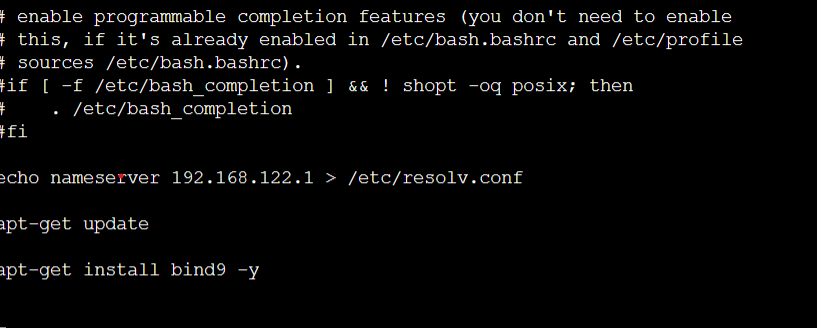 # enable programmable completion features (you don't need to enable
# this, if it's already enabled in /etc/bash.bashrc and /etc/profile
# sources /etc/bash.bashrc).
#if [ -f /etc/bash_completion ] && ! shopt -oq posix; then
#    . /etc/bash_completion
#fi
echo nameserver 192.168.122.1 > /etc/resolv.conf
apt-get update
apt-get install bind9 -y